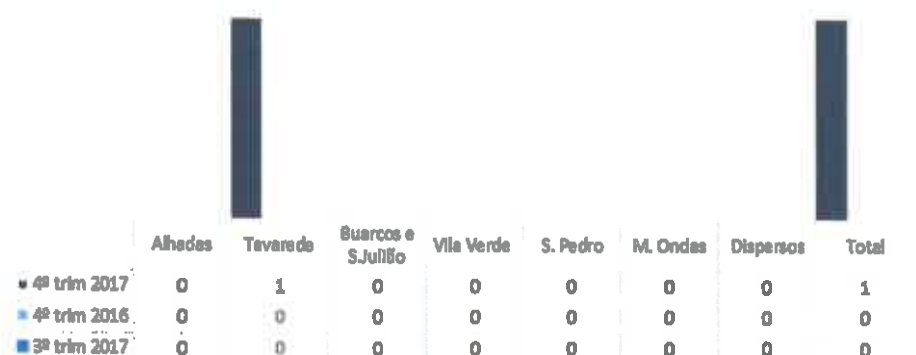 Alhadas Tavarede Buarcos e S.Julião Vila Verde S. Pedro M. Ondas Dispersos Total
4º trim 2017 0 1 0 0 0 0 0 1
4º trim 2016 0 0 0 0 0 0 0 0
3º trim 2017 0 0 0 0 0 0 0 0